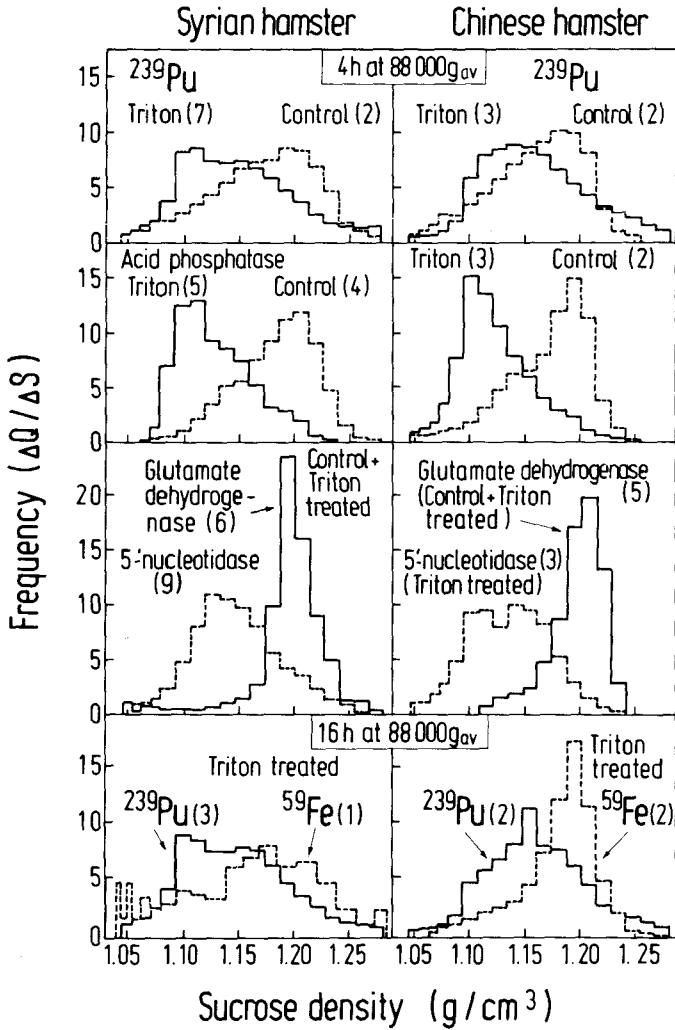 Syrian hamster Chinese hamster
4h at 88 000g av
²³⁹Pu ²³⁹Pu
Triton (7) Control (2) Triton (3) Control (2)
15
10
5
0
Acid phosphatase
Triton (5) Control (4) Triton (3) Control (2)
15
10
5
0
Glutamate
dehydroge-
nase (6)
Control +
Triton
treated
5'-nucleotidase
(9)
Glutamate dehydrogenase
(Control + Triton (5)
treated)
5'-nucleotidase (3)
(Triton treated)
20
15
10
5
0
16h at 88 000g av
Triton treated
²³⁹Pu (3) ⁵⁹Fe (1)
Triton
treated
²³⁹Pu (2) ⁵⁹Fe (2)
15
10
5
0
1.05 1.10 1.15 1.20 1.25 1.05 1.10 1.15 1.20 1.25
Frequency (ΔQ/ΔS)
Sucrose density (g/cm³)